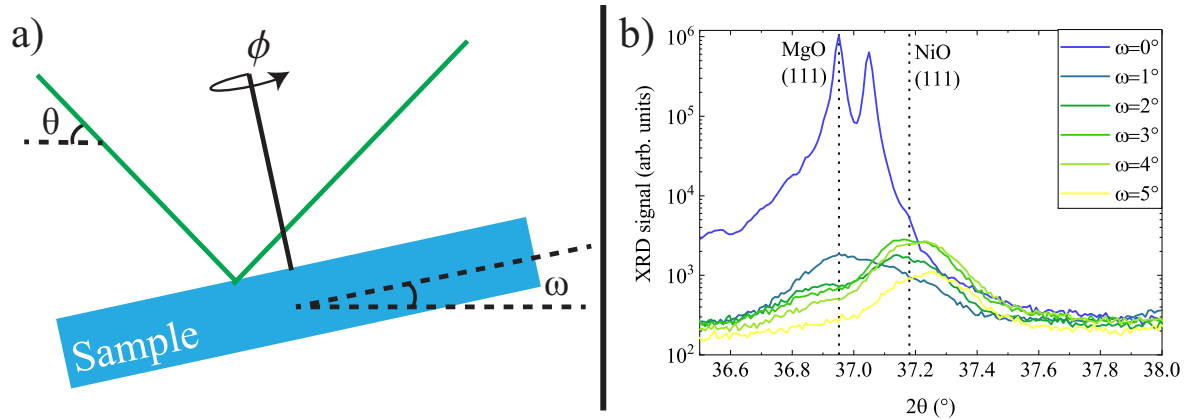 a)
ϕ
θ
ω
Sample
b)
XRD signal (arb. units)
10⁶
10⁵
10⁴
10³
10²
MgO
(111)
NiO
(111)
ω=0°
ω=1°
ω=2°
ω=3°
ω=4°
ω=5°
36.6 36.8 37.0 37.2 37.4 37.6 37.8 38.0
2θ (°)